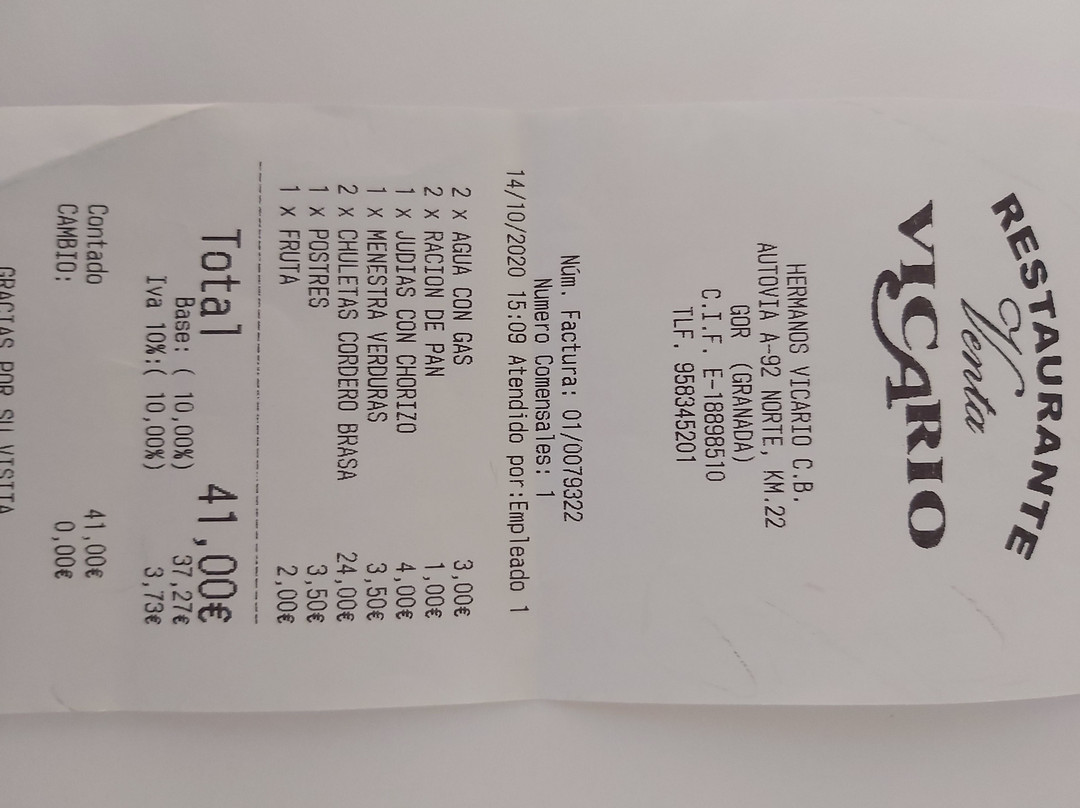 RESTAURANTE
Venta
VICARIO
HERMANOS VICARIO C.B.
AUTOVIA A-92 NORTE, KM.22
GOR (GRANADA)
C.I.F. E-18898510
TLF. 958345201
Núm. Factura: 01/0079322
Numero Comensales: 1
14/10/2020 15:09 Atendido por:Empleado 1
2 x AGUA CON GAS 3,00€
2 x RACION DE PAN 1,00€
1 x JUDIAS CON CHORIZO 4,00€
1 x MENESTRA VERDURAS 3,50€
2 x CHULETAS CORDERO BRASA 24,00€
1 x POSTRES 3,50€
1 x FRUTA 2,00€
Total 41,00€
Base: ( 10,00%) 37,27€
Iva 10%:( 10,00%) 3,73€
Contado 41,00€
CAMBIO: 0,00€
GRACIAS POR SU VISITA